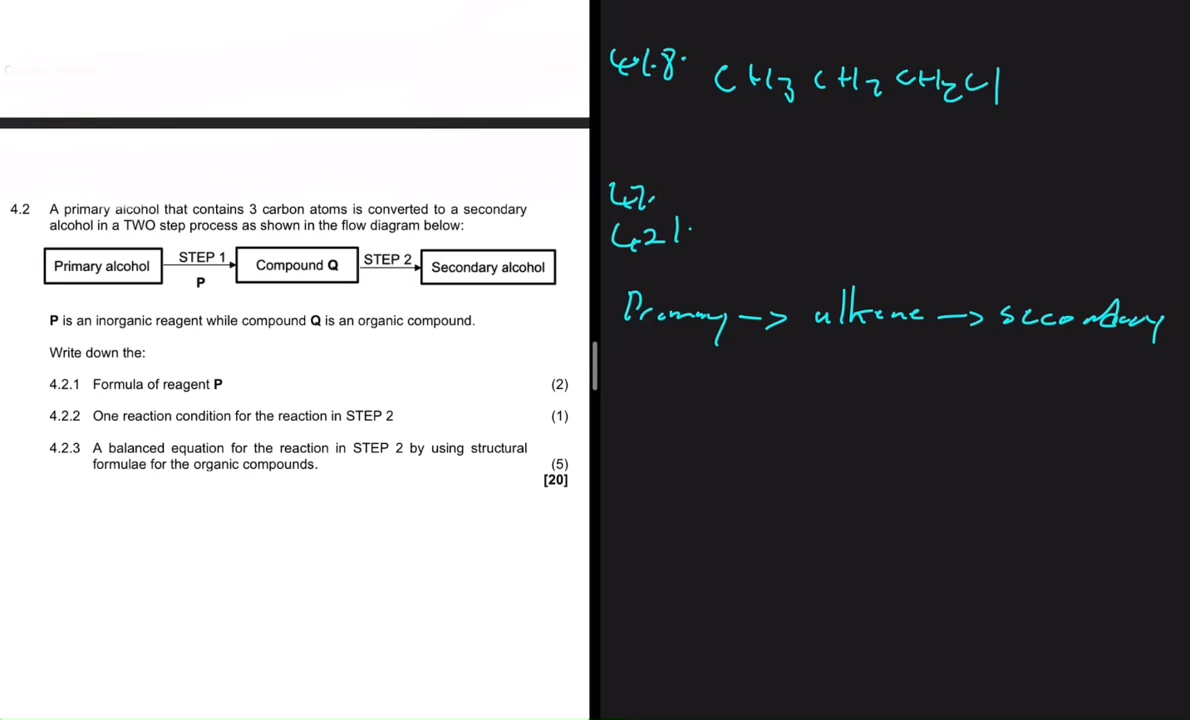 4.2 A primary alcohol that contains 3 carbon atoms is converted to a secondary
alcohol in a TWO step process as shown in the flow diagram below:
Primary alcohol STEP 1 P Compound Q STEP 2 Secondary alcohol
P is an inorganic reagent while compound Q is an organic compound.
Write down the:
4.2.1 Formula of reagent P (2)
4.2.2 One reaction condition for the reaction in STEP 2 (1)
4.2.3 A balanced equation for the reaction in STEP 2 by using structural
formulae for the organic compounds. (5)
[20]
4.1.8. CH3 CH2 CH2Cl
4.2.
4.2 1.
Primary -> alkene -> secondary